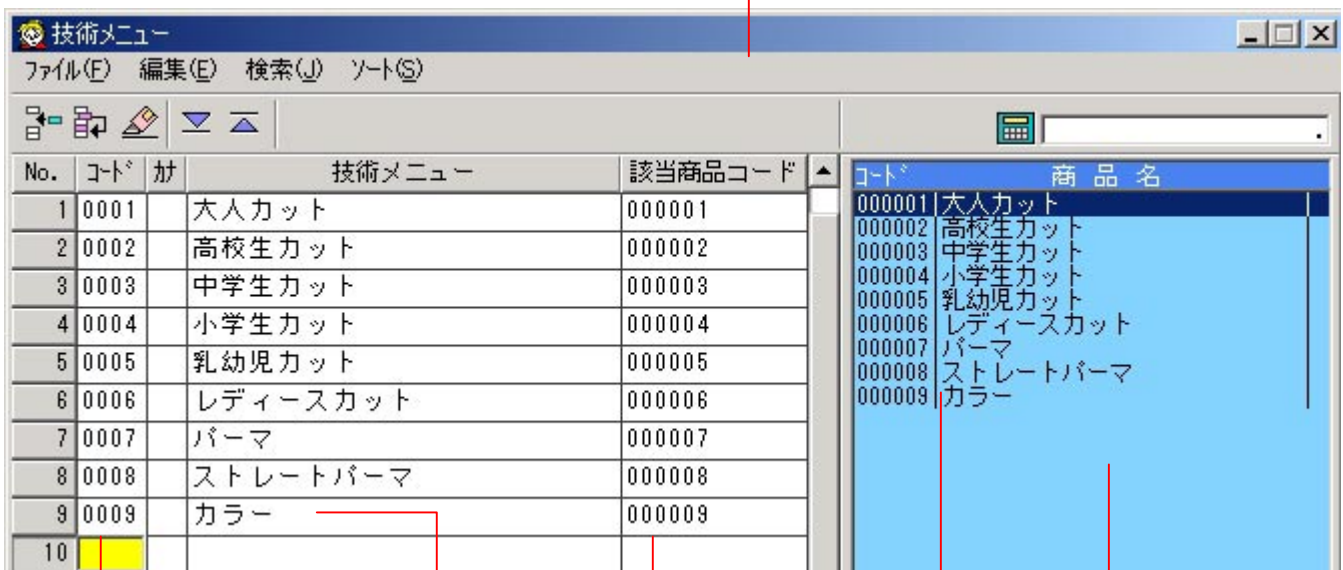 技術メニュー
ファイル(F) 編集(E) 検索(J) ソート(S)
.
No. コード カナ 技術メニュー 該当商品コード
1 0001 大人カット 000001
2 0002 高校生カット 000002
3 0003 中学生カット 000003
4 0004 小学生カット 000004
5 0005 乳幼児カット 000005
6 0006 レディースカット 000006
7 0007 パーマ 000007
8 0008 ストレートパーマ 000008
9 0009 カラー 000009
10
コード 商品名
000001 大人カット
000002 高校生カット
000003 中学生カット
000004 小学生カット
000005 乳幼児カット
000006 レディースカット
000007 パーマ
000008 ストレートパーマ
000009 カラー